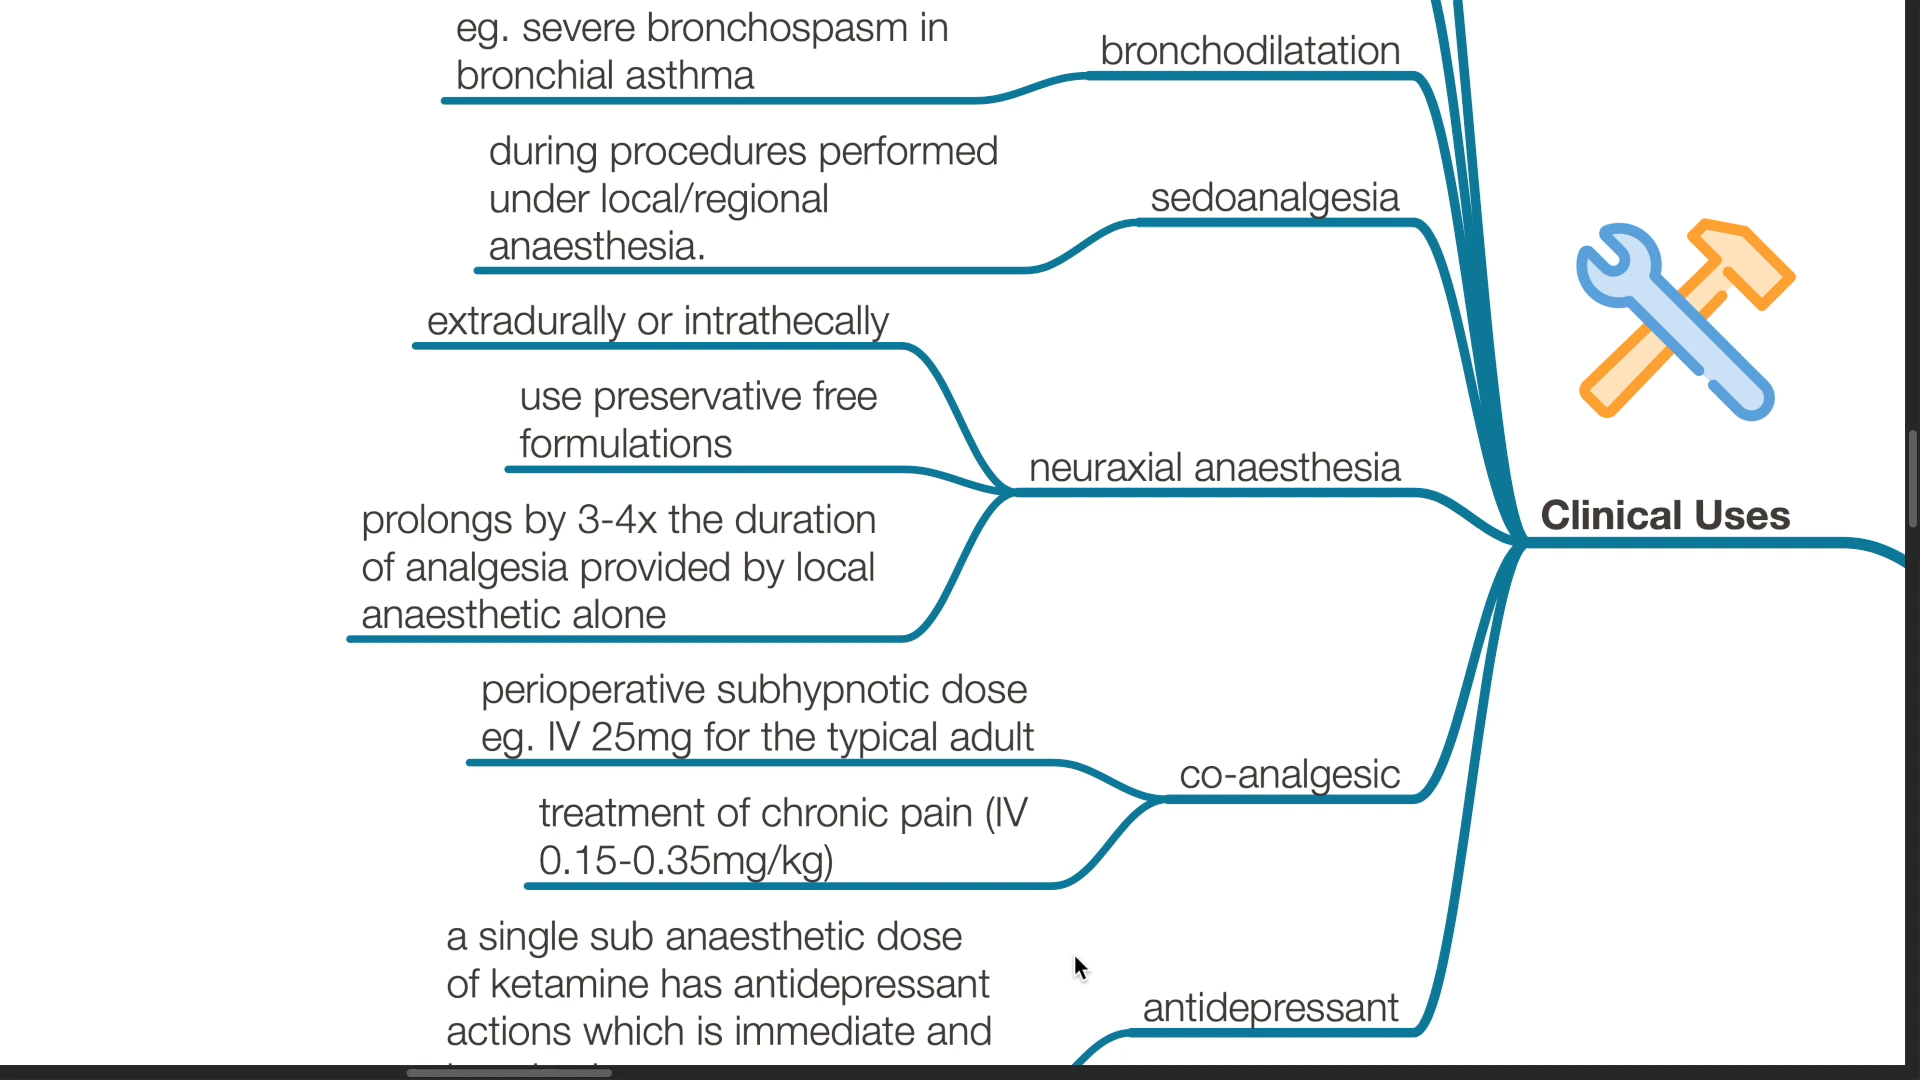 eg. severe bronchospasm in
bronchial asthma
bronchodilatation
during procedures performed
under local/regional
anaesthesia.
sedoanalgesia
extradurally or intrathecally
use preservative free
formulations
prolongs by 3-4x the duration
of analgesia provided by local
anaesthetic alone
neuraxial anaesthesia
Clinical Uses
perioperative subhypnotic dose
eg. IV 25mg for the typical adult
treatment of chronic pain (IV
0.15-0.35mg/kg)
co-analgesic
a single sub anaesthetic dose
of ketamine has antidepressant
actions which is immediate and
antidepressant